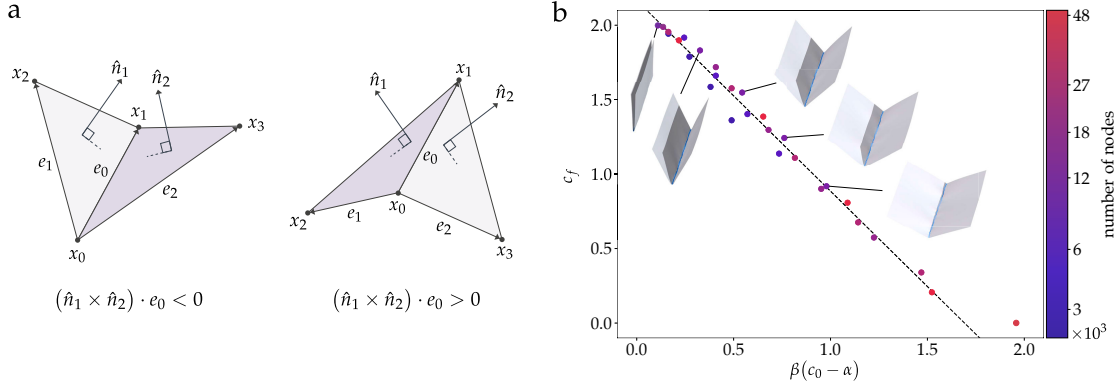 a
x₂
n̂₁
n̂₂
x₁
x₃
e₁
e₀
e₂
x₀
(n̂₁ × n̂₂) · e₀ < 0
x₁
n̂₁
n̂₂
e₀
x₀
e₁
x₂
e₂
x₃
(n̂₁ × n̂₂) · e₀ > 0
b
2.0
1.5
1.0
0.5
0.0
c_f
0.0
0.5
1.0
1.5
2.0
β(c₀ − α)
48
27
18
12
6
3
×10³
number of nodes